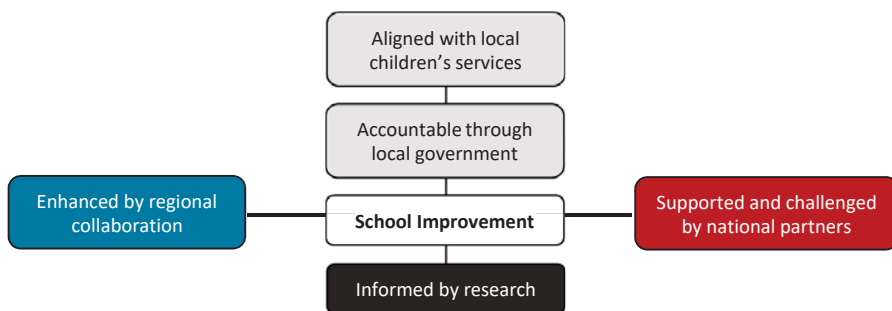 Aligned with local
children's services
Accountable through
local government
Enhanced by regional
collaboration
School Improvement
Supported and challenged
by national partners
Informed by research